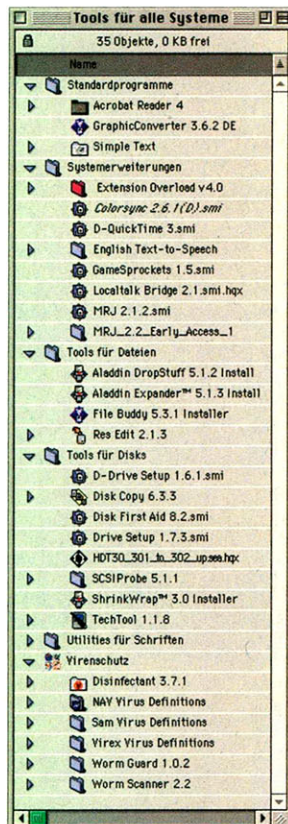 Tools für alle Systeme
35 Objekte, 0 KB frei
Name
Standardprogramme
Acrobat Reader 4
GraphicConverter 3.6.2 DE
Simple Text
Systemerweiterungen
Extension Overload v4.0
Colorsync 2.6.1(D).smi
D-QuickTime 3.smi
English Text-to-Speech
GameSprockets 1.5.smi
Localtalk Bridge 2.1.smi.hqx
MRJ 2.1.2.smi
MRJ_2.2_Early_Access_1
Tools für Dateien
Aladdin DropStuff 5.1.2 Install
Aladdin Expander™ 5.1.3 Install
File Buddy 5.3.1 Installer
Res Edit 2.1.3
Tools für Disks
D-Drive Setup 1.6.1.smi
Disk Copy 6.3.3
Disk First Aid 8.2.smi
Drive Setup 1.7.3.smi
HDT30_301_to_302_up.sea.hqx
SCSIProbe 5.1.1
ShrinkWrap™ 3.0 Installer
TechTool 1.1.8
Utilities für Schriften
Virenschutz
Disinfectant 3.7.1
NAV Virus Definitions
Sam Virus Definitions
Virex Virus Definitions
Worm Guard 1.0.2
Worm Scanner 2.2